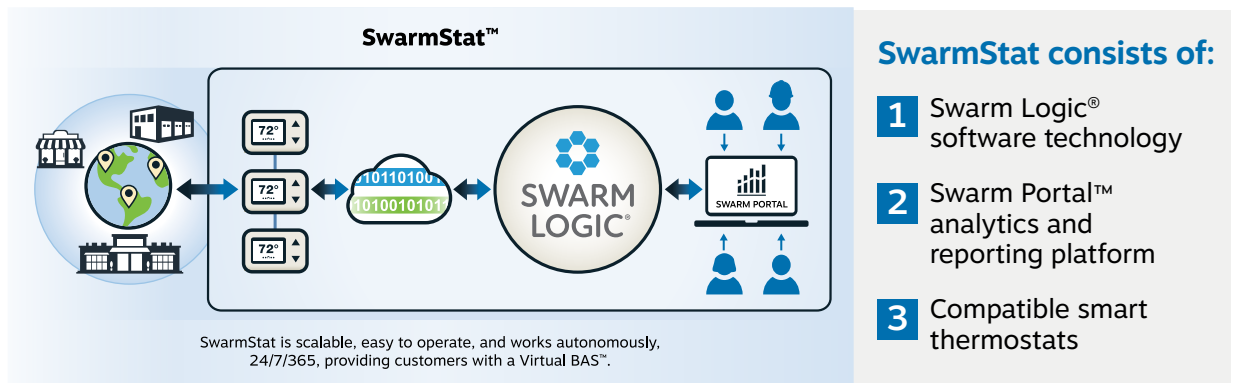 SwarmStat™
72°
72°
72°
101101001
10100101011
SWARM
LOGIC®
SWARM PORTAL
SwarmStat is scalable, easy to operate, and works autonomously,
24/7/365, providing customers with a Virtual BAS™.
SwarmStat consists of:
1 Swarm Logic®
software technology
2 Swarm Portal™
analytics and
reporting platform
3 Compatible smart
thermostats